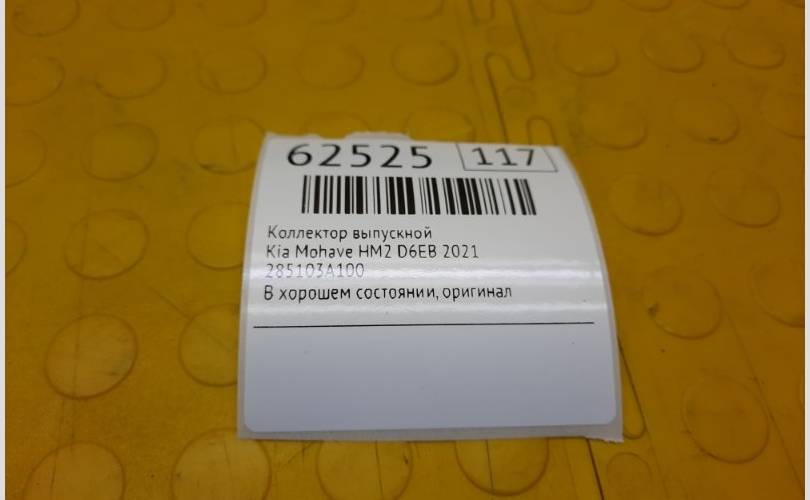 62525 117
Коллектор выпускной
Kia Mohave HM2 D6EB 2021
285103A100
В хорошем состоянии, оригинал